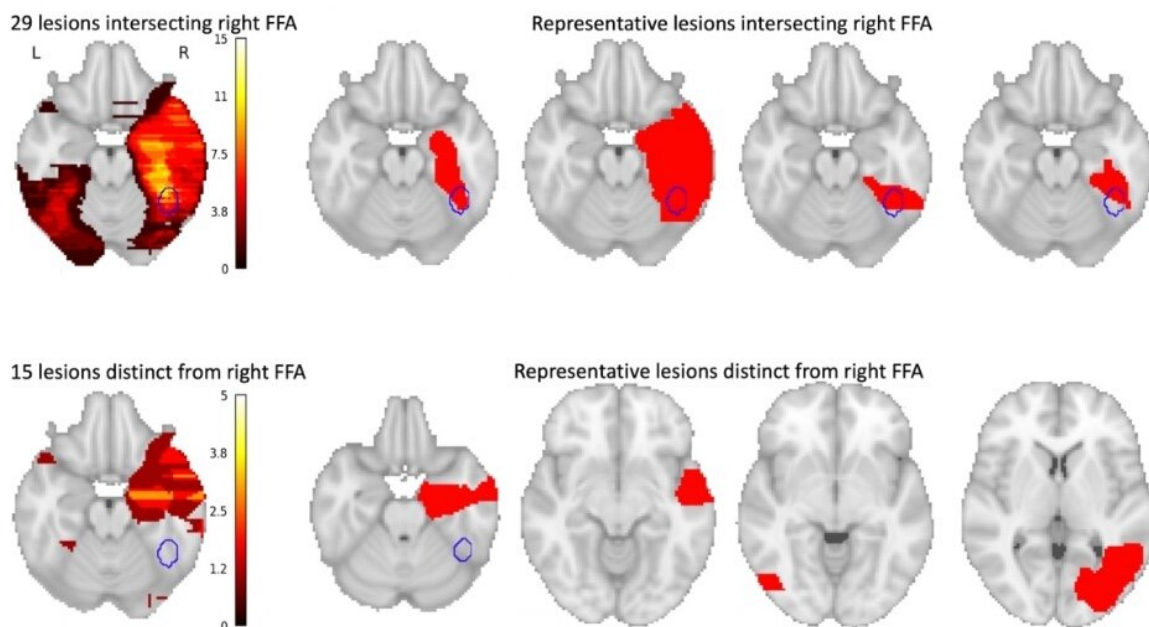 29 lesions intersecting right FFA
Representative lesions intersecting right FFA
L
R
15
11
7.5
3.8
0
15 lesions distinct from right FFA
Representative lesions distinct from right FFA
5
3.8
2.5
1.2
0